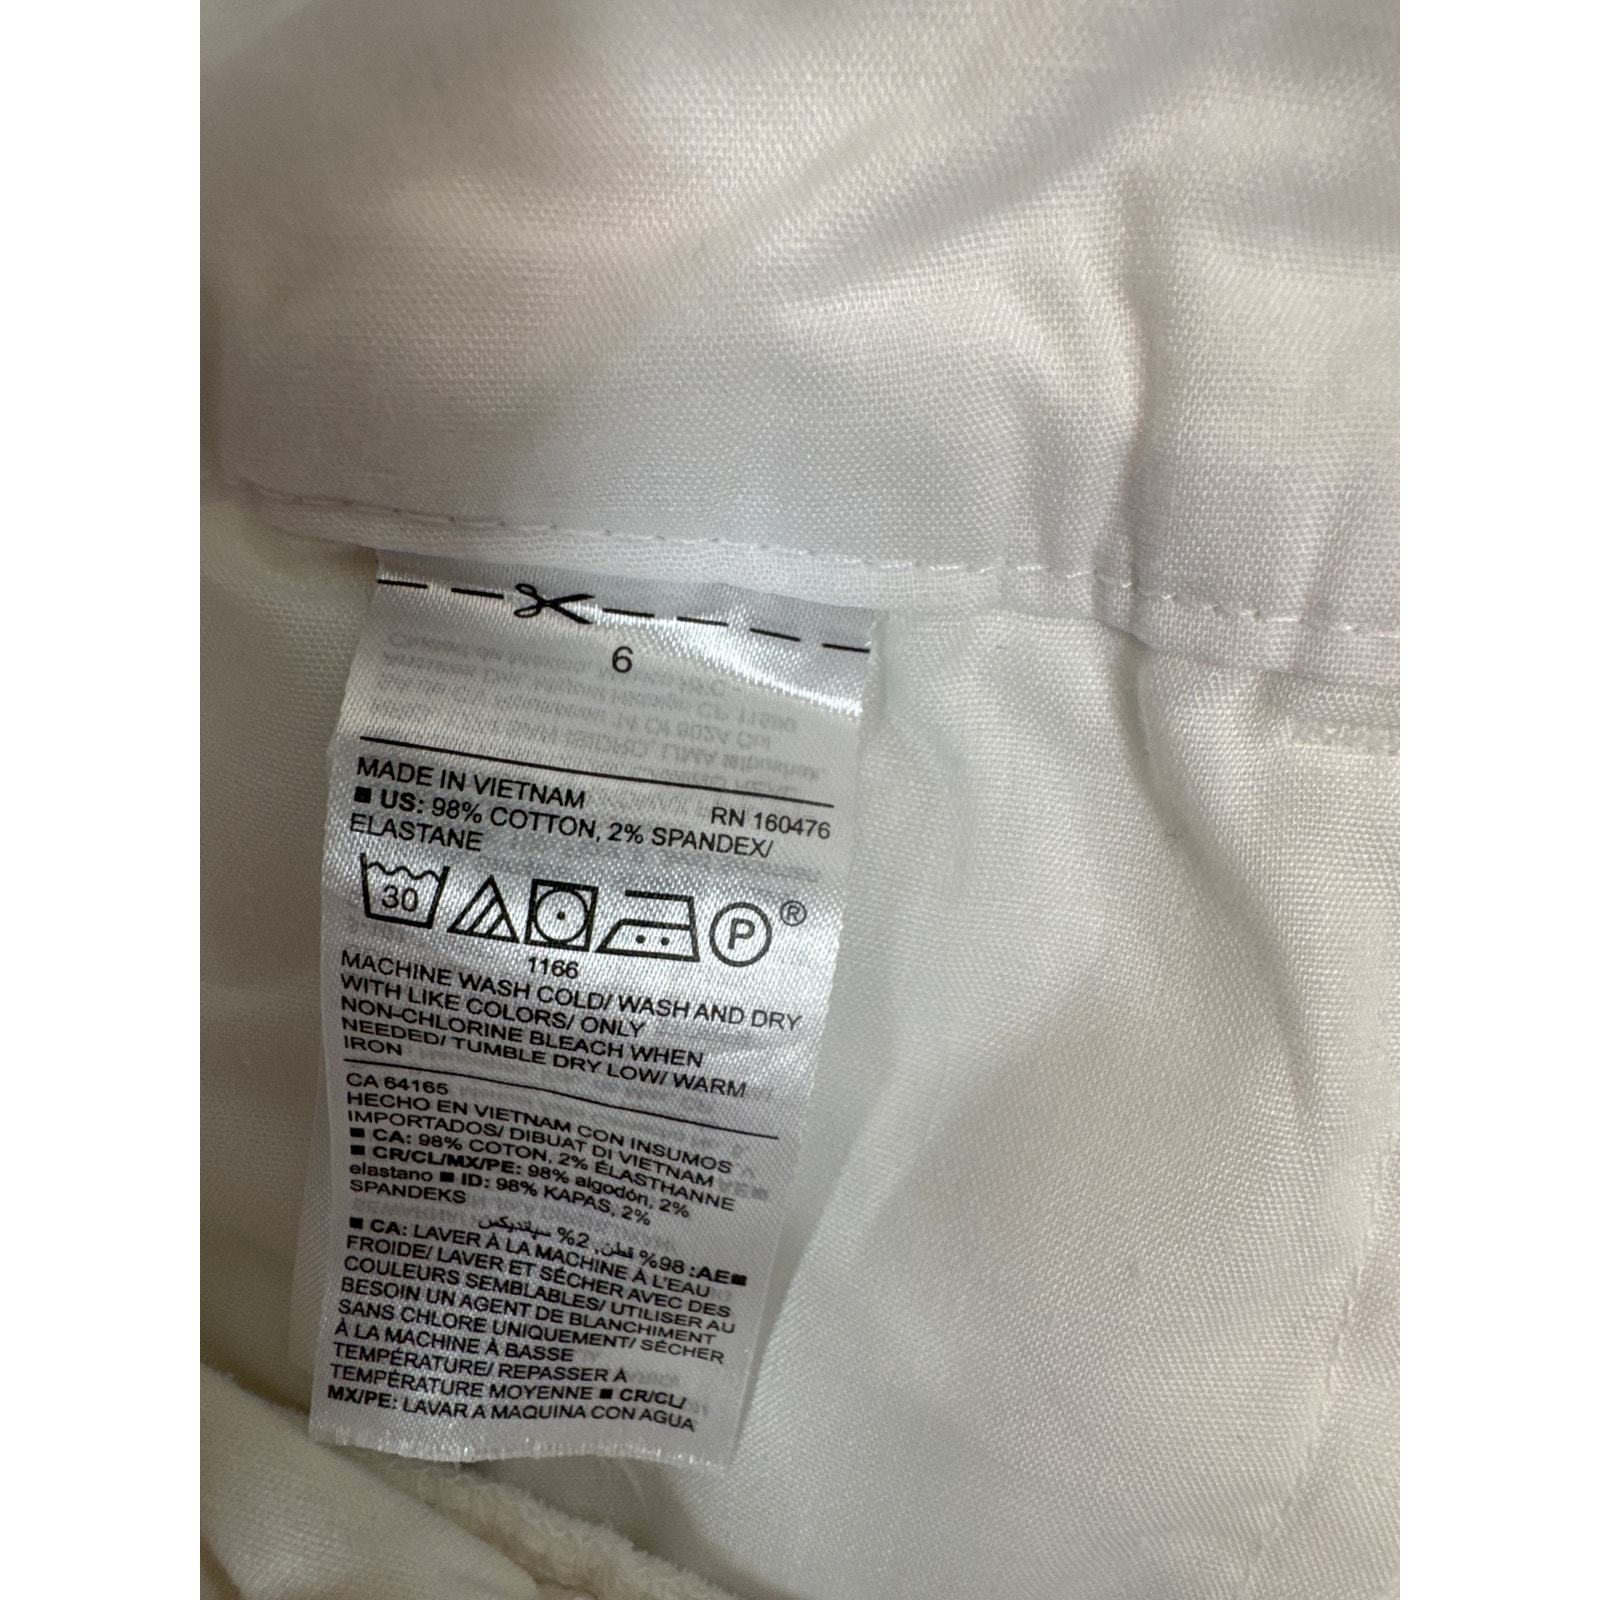 6
MADE IN VIETNAM
RN 160476
■ US: 98% COTTON, 2% SPANDEX/
ELASTANE
30
P ®
1166
MACHINE WASH COLD/ WASH AND DRY
WITH LIKE COLORS/ ONLY
NON-CHLORINE BLEACH WHEN
NEEDED/ TUMBLE DRY LOW/ WARM
IRON
CA 64165
HECHO EN VIETNAM CON INSUMOS
IMPORTADOS/ DIBUAT DI VIETNAM
■ CA: 98% COTON, 2% ÉLASTHANNE
■ CR/CL/MX/PE: 98% algodón, 2%
elastano ■ ID: 98% KAPAS, 2%
SPANDEKS
■AE: 98% قطن, 2% سباندیكس
■ CA: LAVER À LA MACHINE À L'EAU
FROIDE/ LAVER ET SÉCHER AVEC DES
COULEURS SEMBLABLES/ UTILISER AU
BESOIN UN AGENT DE BLANCHIMENT
SANS CHLORE UNIQUEMENT/ SÉCHER
À LA MACHINE À BASSE
TEMPÉRATURE/ REPASSER À
TEMPÉRATURE MOYENNE ■ CR/CL/
MX/PE: LAVAR A MAQUINA CON AGUA